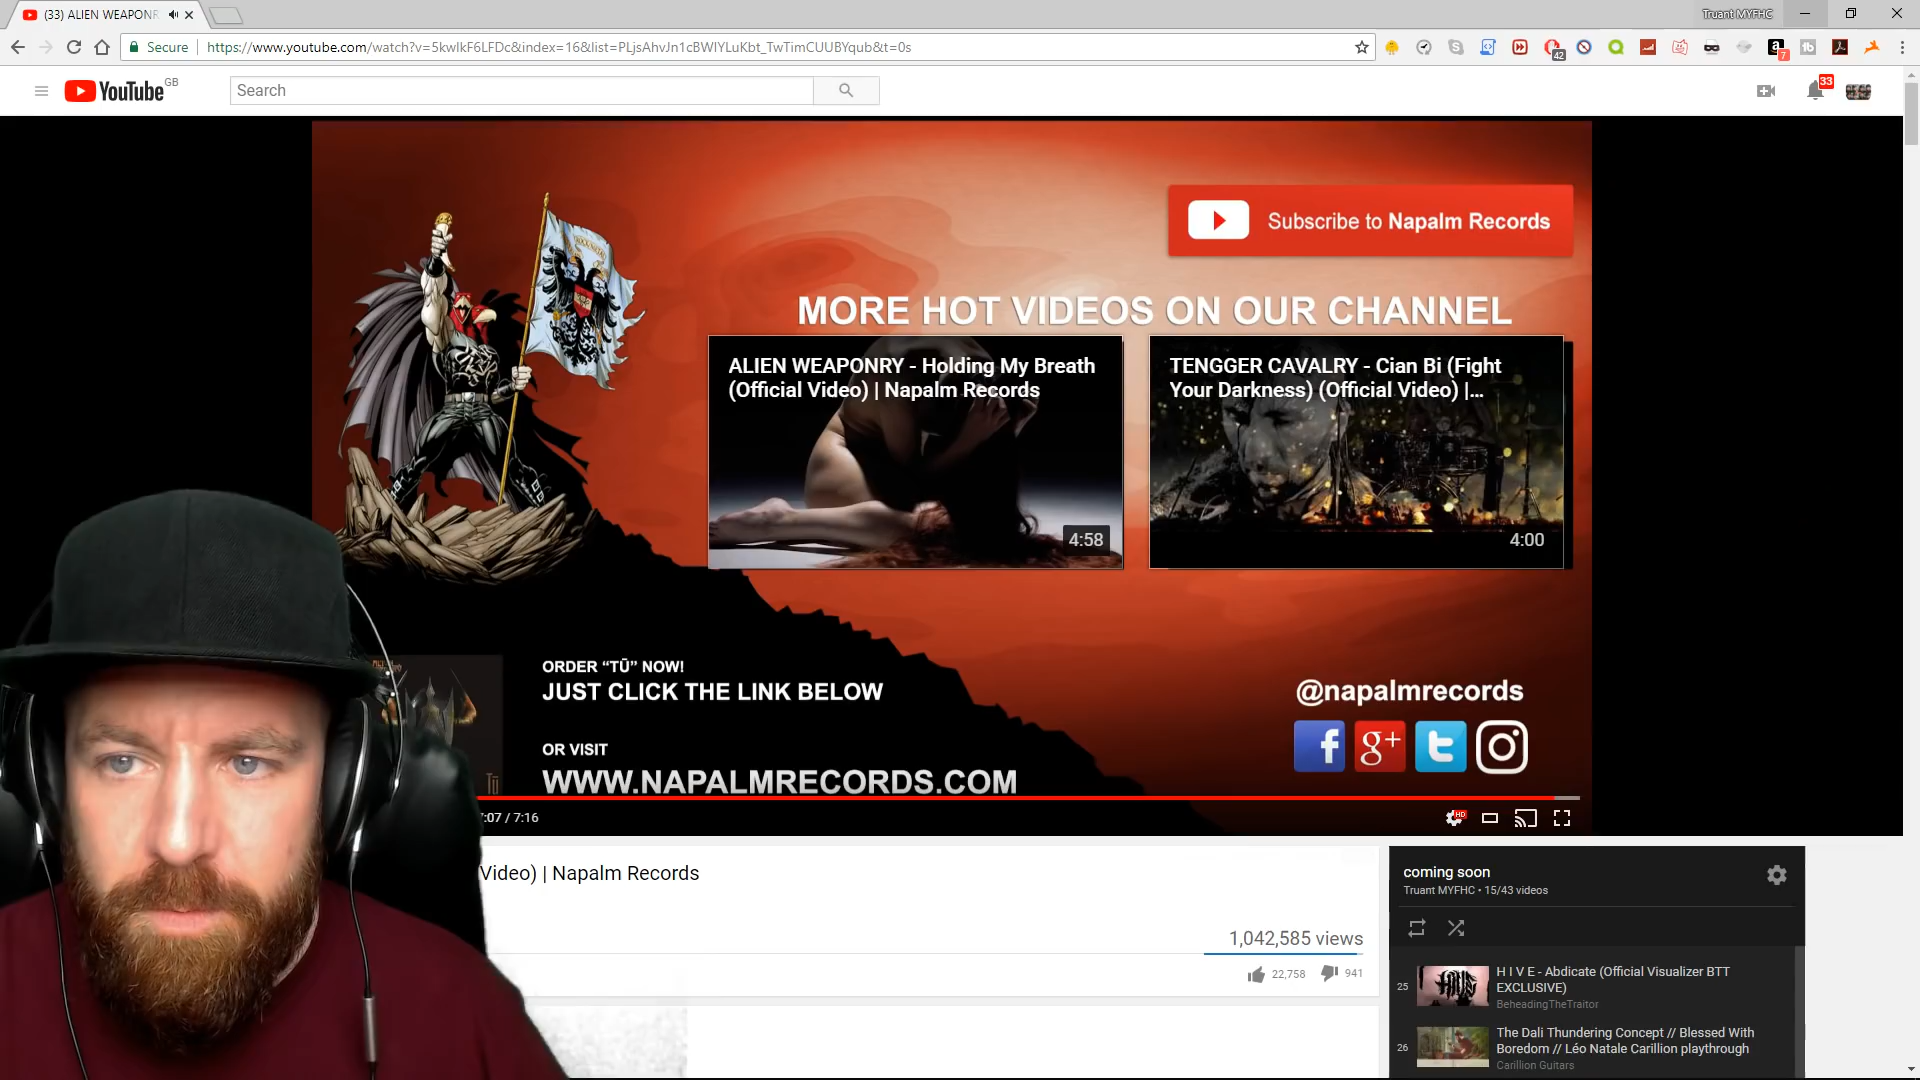 (33) ALIEN WEAPONR
Truant MYFHC
Secure
https://www.youtube.com/watch?v=5kwIkF6LFDc&index=16&list=PLjsAhvJn1cBWIYLuKbt_TwTimCUUBYqub&t=0s
42
7
YouTube GB
Search
33
Subscribe to Napalm Records
MORE HOT VIDEOS ON OUR CHANNEL
ALIEN WEAPONRY - Holding My Breath
(Official Video) | Napalm Records
4:58
TENGGER CAVALRY - Cian Bi (Fight
Your Darkness) (Official Video) |...
4:00
ORDER “TŪ” NOW!
JUST CLICK THE LINK BELOW
OR VISIT
WWW.NAPALMRECORDS.COM
@napalmrecords
:07 / 7:16
HD
Video) | Napalm Records
1,042,585 views
22,758
941
coming soon
Truant MYFHC • 15/43 videos
25
H I V E - Abdicate (Official Visualizer BTT
EXCLUSIVE)
BeheadingTheTraitor
26
The Dali Thundering Concept // Blessed With
Boredom // Léo Natale Carillion playthrough
Carillion Guitars